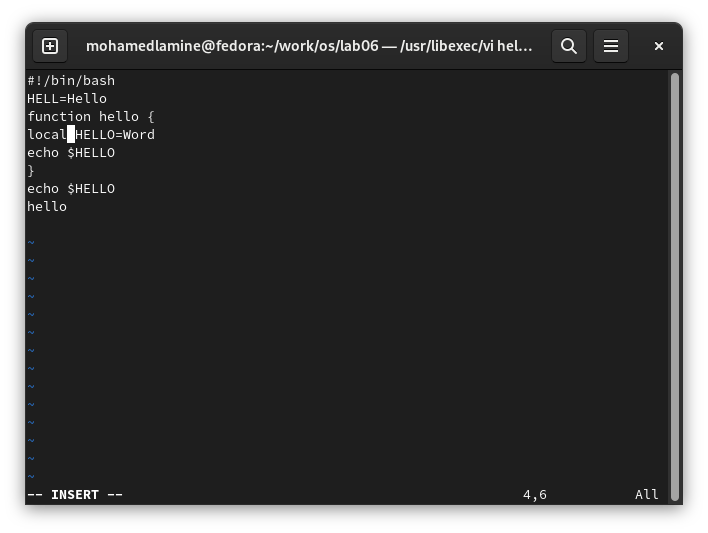 mohamedlamine@fedora:~/work/os/lab06 — /usr/libexec/vi hel...
#!/bin/bash
HELL=Hello
function hello {
local HELLO=Word
echo $HELLO
}
echo $HELLO
hello
~
~
~
~
~
~
~
~
~
~
~
~
~
~
-- INSERT -- 4,6 All